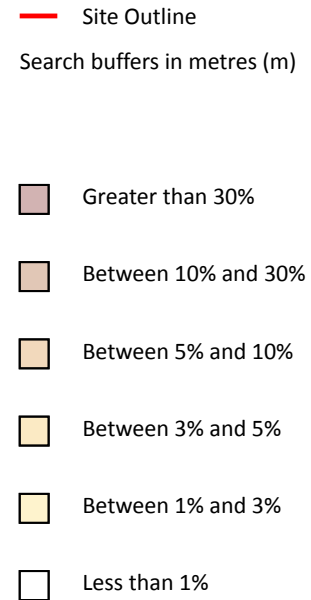 Site Outline
Search buffers in metres (m)
Greater than 30%
Between 10% and 30%
Between 5% and 10%
Between 3% and 5%
Between 1% and 3%
Less than 1%